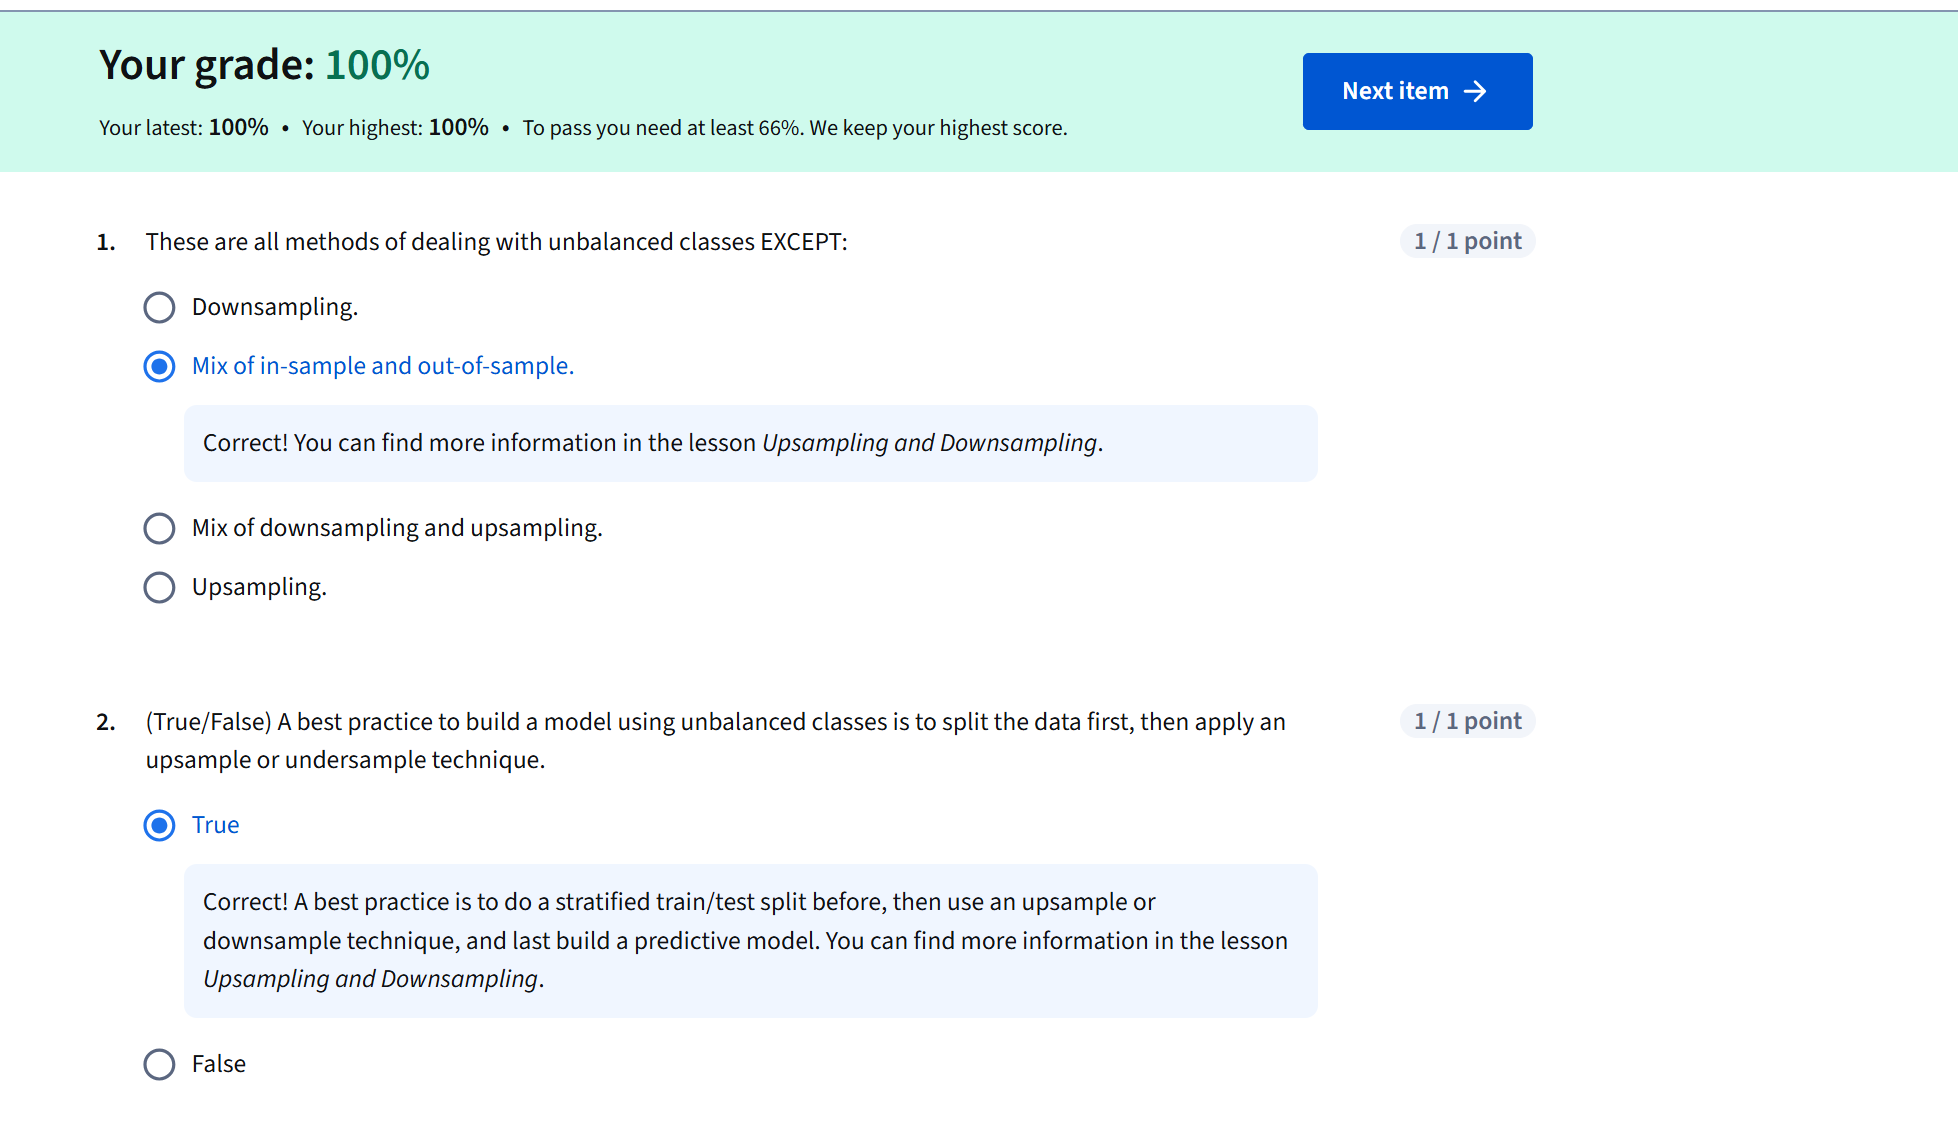 Your grade: 100%
Next item →
Your latest: 100% • Your highest: 100% • To pass you need at least 66%. We keep your highest score.
1. These are all methods of dealing with unbalanced classes EXCEPT:
1 / 1 point
Downsampling.
Mix of in-sample and out-of-sample.
Correct! You can find more information in the lesson Upsampling and Downsampling.
Mix of downsampling and upsampling.
Upsampling.
2. (True/False) A best practice to build a model using unbalanced classes is to split the data first, then apply an
1 / 1 point
upsample or undersample technique.
True
Correct! A best practice is to do a stratified train/test split before, then use an upsample or
downsample technique, and last build a predictive model. You can find more information in the lesson
Upsampling and Downsampling.
False